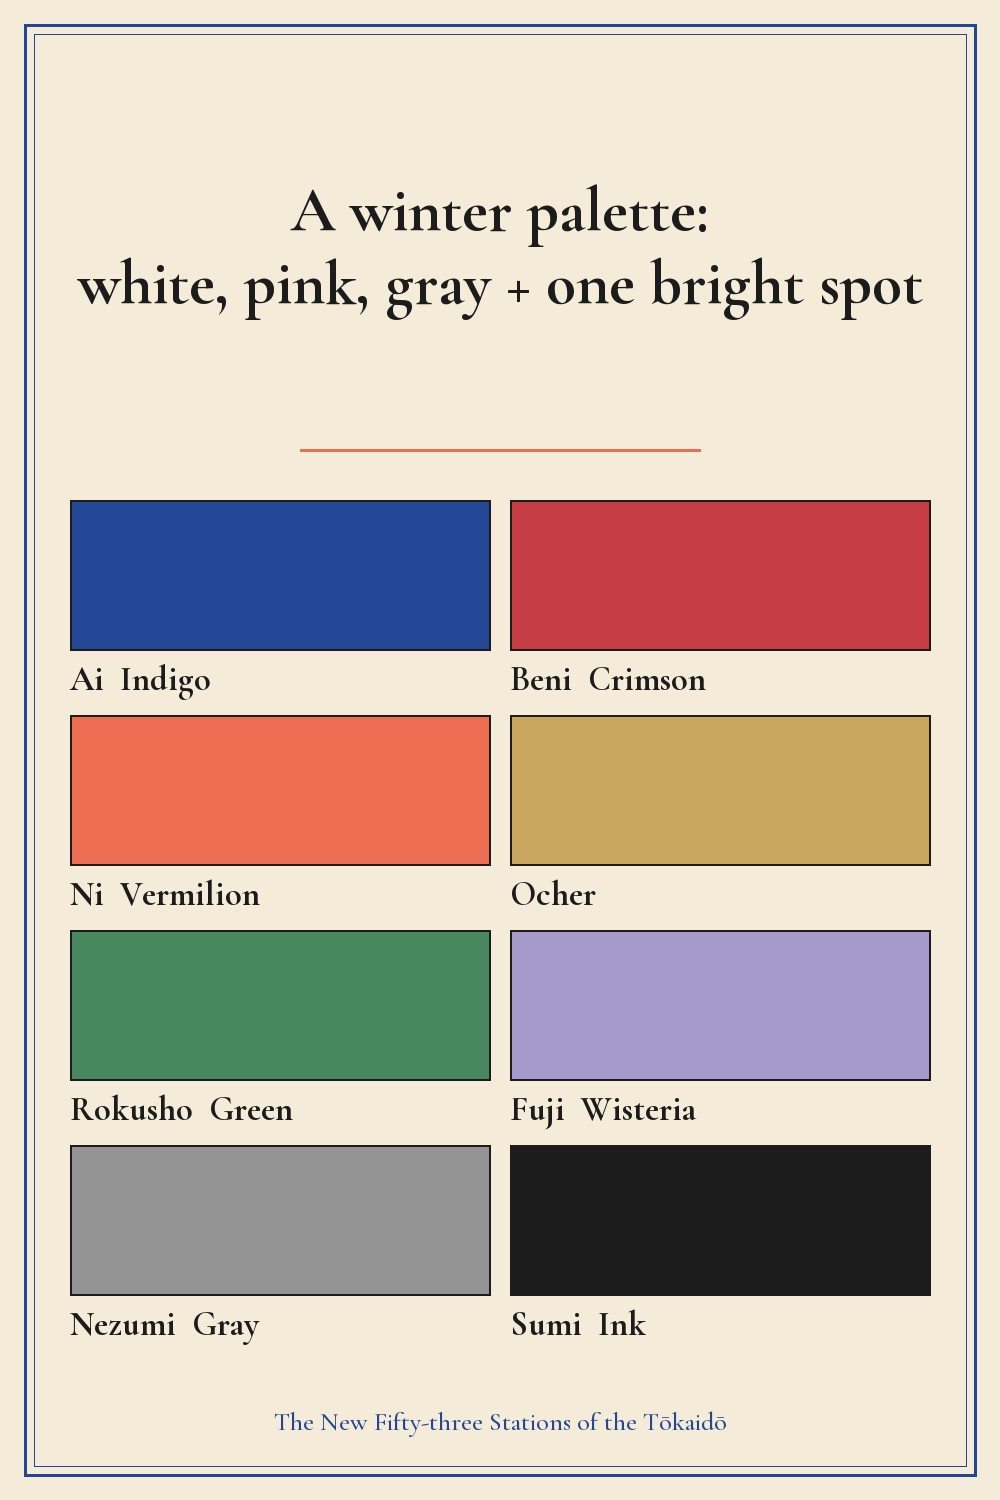 A winter palette:
white, pink, gray + one bright spot
Ai Indigo
Beni Crimson
Ni Vermilion
Ocher
Rokusho Green
Fuji Wisteria
Nezumi Gray
Sumi Ink
The New Fifty-three Stations of the Tōkaidō